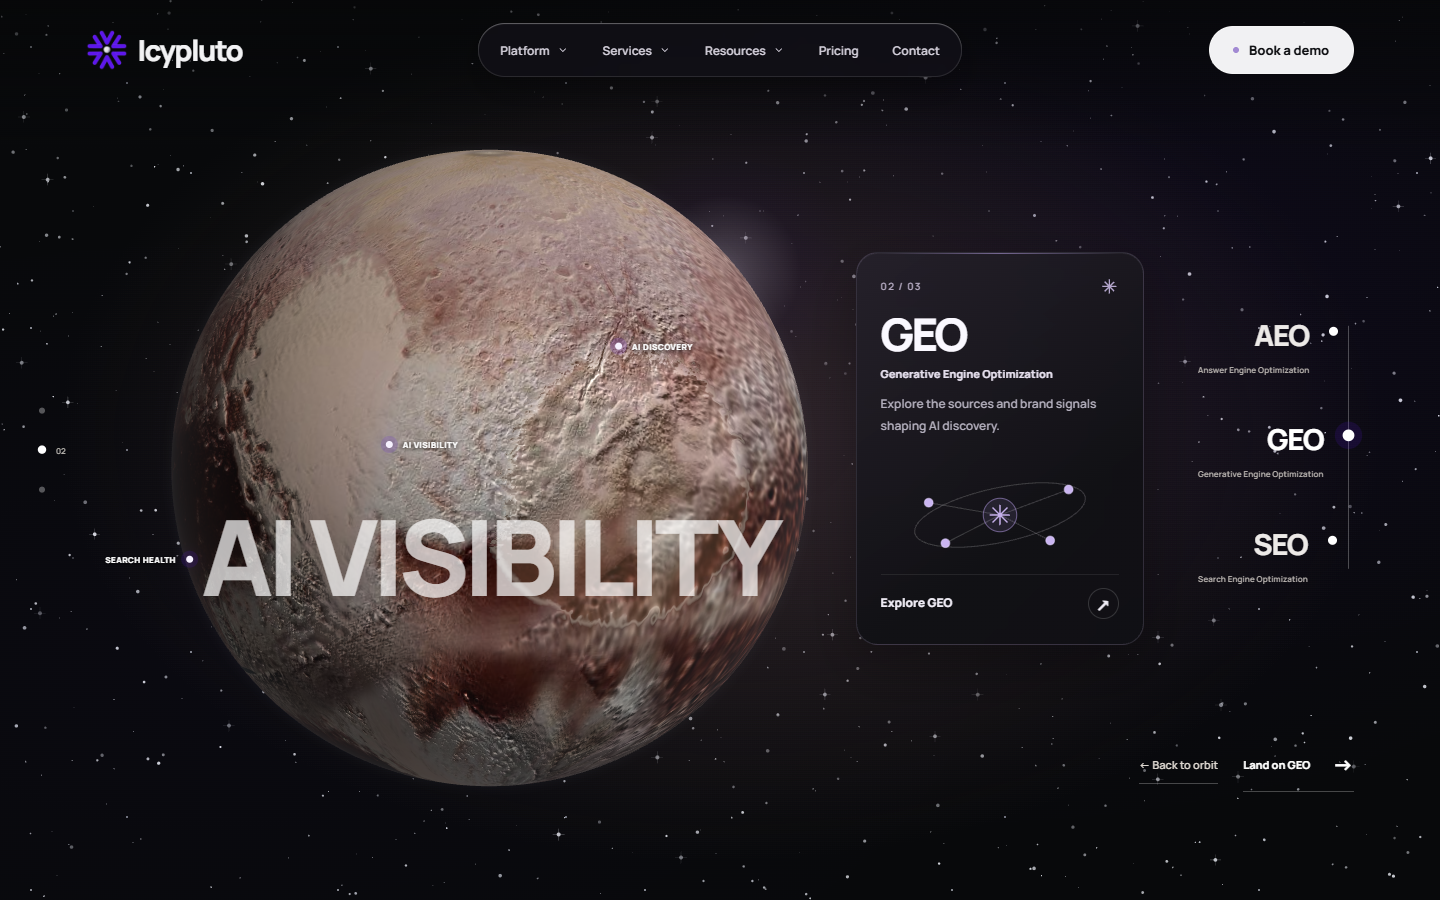 Icypluto
Platform
Services
Resources
Pricing
Contact
Book a demo
02 / 03
GEO
Generative Engine Optimization
Explore the sources and brand signals
shaping AI discovery.
Explore GEO
AEO
Answer Engine Optimization
GEO
Generative Engine Optimization
SEO
Search Engine Optimization
AI DISCOVERY
AI VISIBILITY
02
SEARCH HEALTH
AI VISIBILITY
← Back to orbit
Land on GEO →